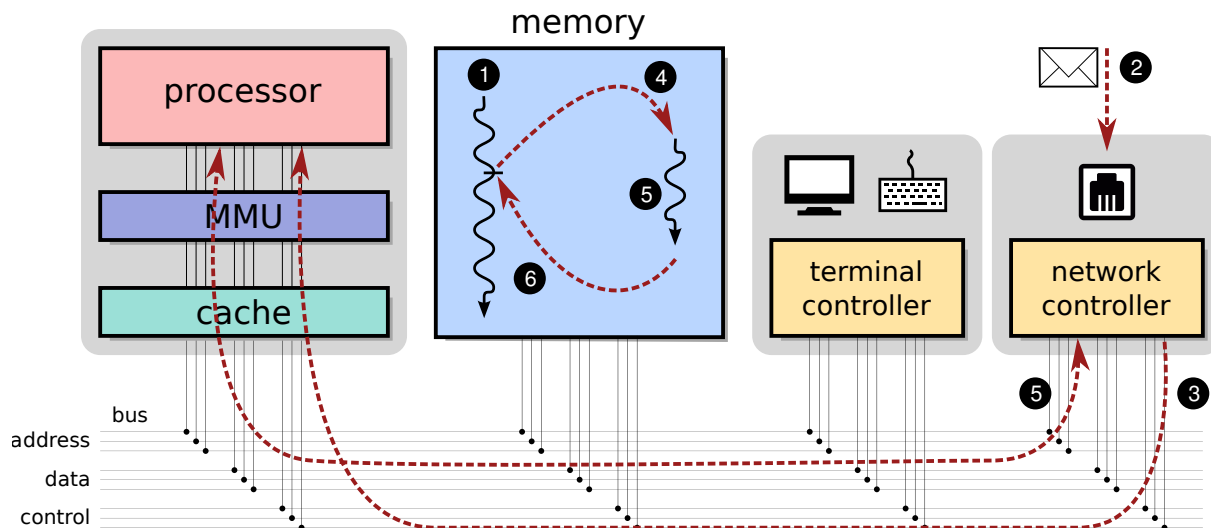 memory
processor
1
4
2
MMU
5
6
terminal
controller
network
controller
cache
5
3
bus
address
data
control